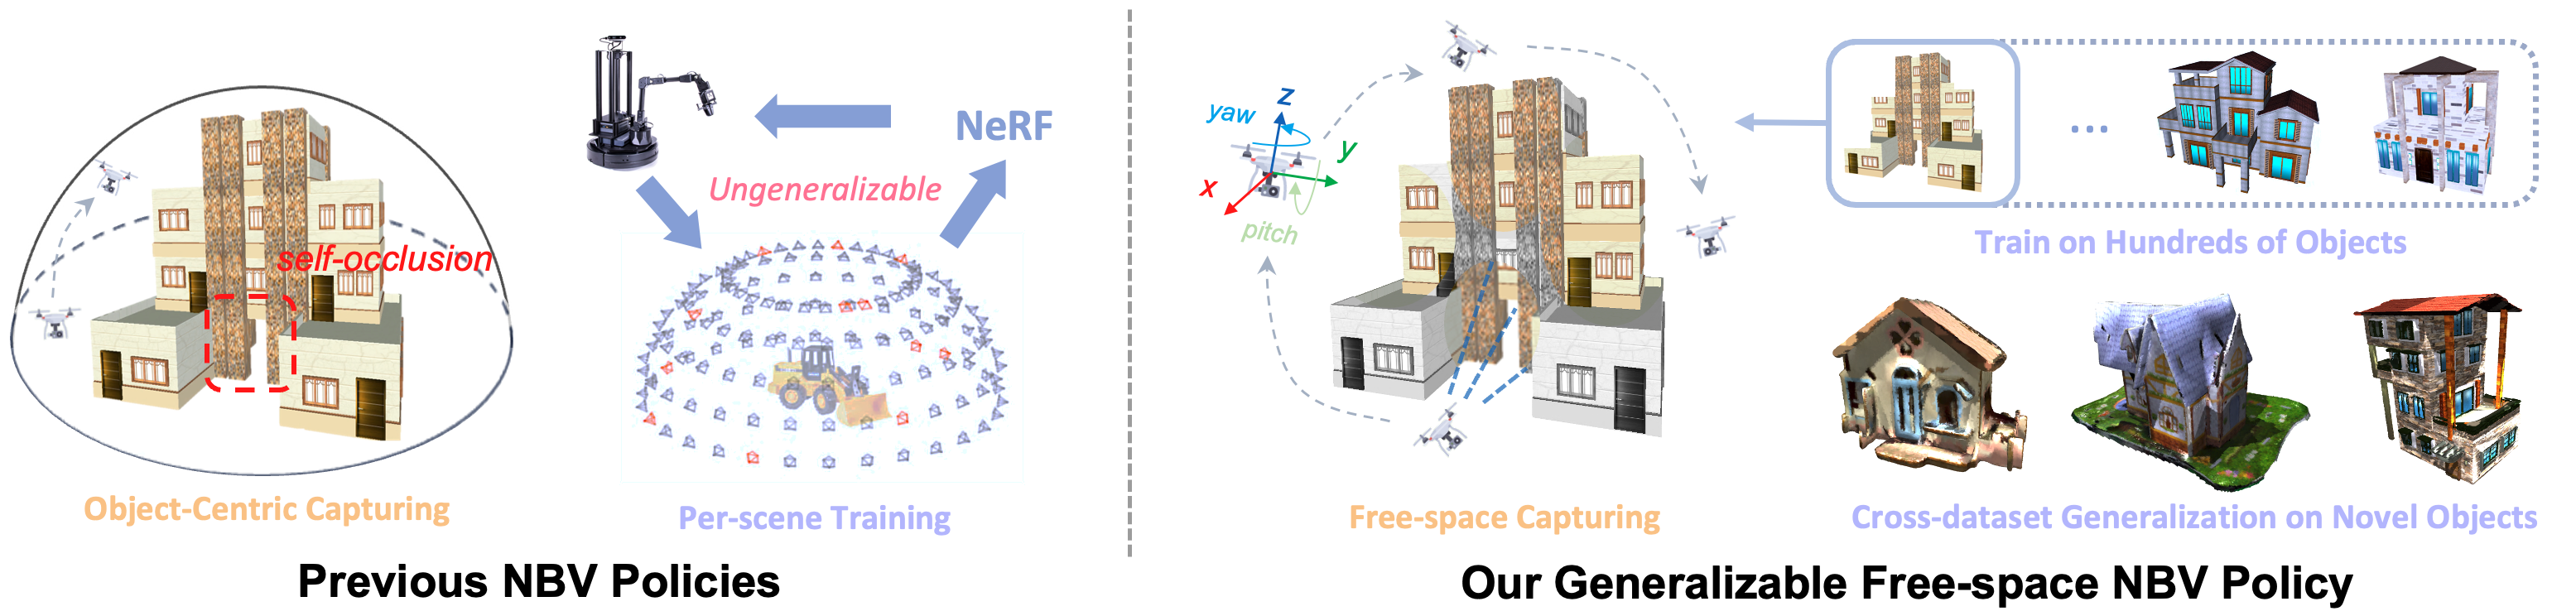 self-occlusion
Object-Centric Capturing
NeRF
Ungeneralizable
Per-scene Training
Previous NBV Policies
z
yaw
y
x
pitch
Free-space Capturing
...
Train on Hundreds of Objects
Cross-dataset Generalization on Novel Objects
Our Generalizable Free-space NBV Policy